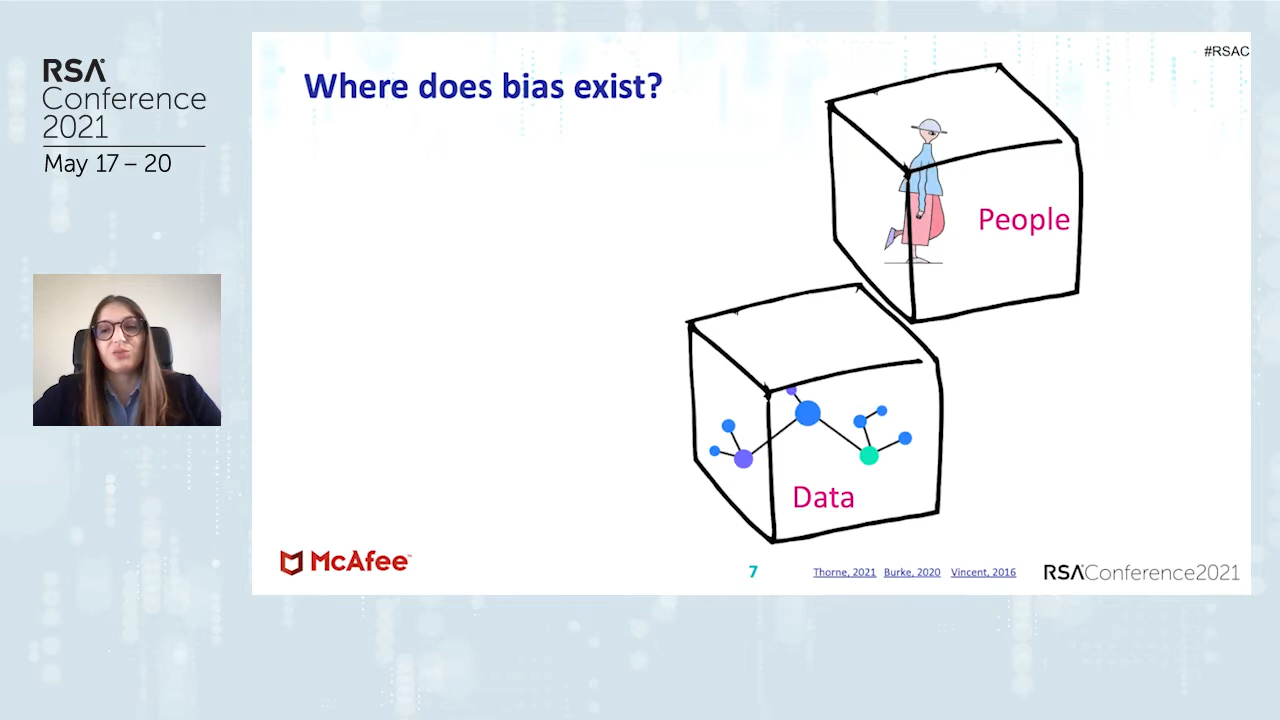 RSA
Conference
2021
May 17 – 20
#RSAC
Where does bias exist?
People
Data
McAfee™
7
Thorne, 2021 Burke, 2020 Vincent, 2016
RSAConference2021